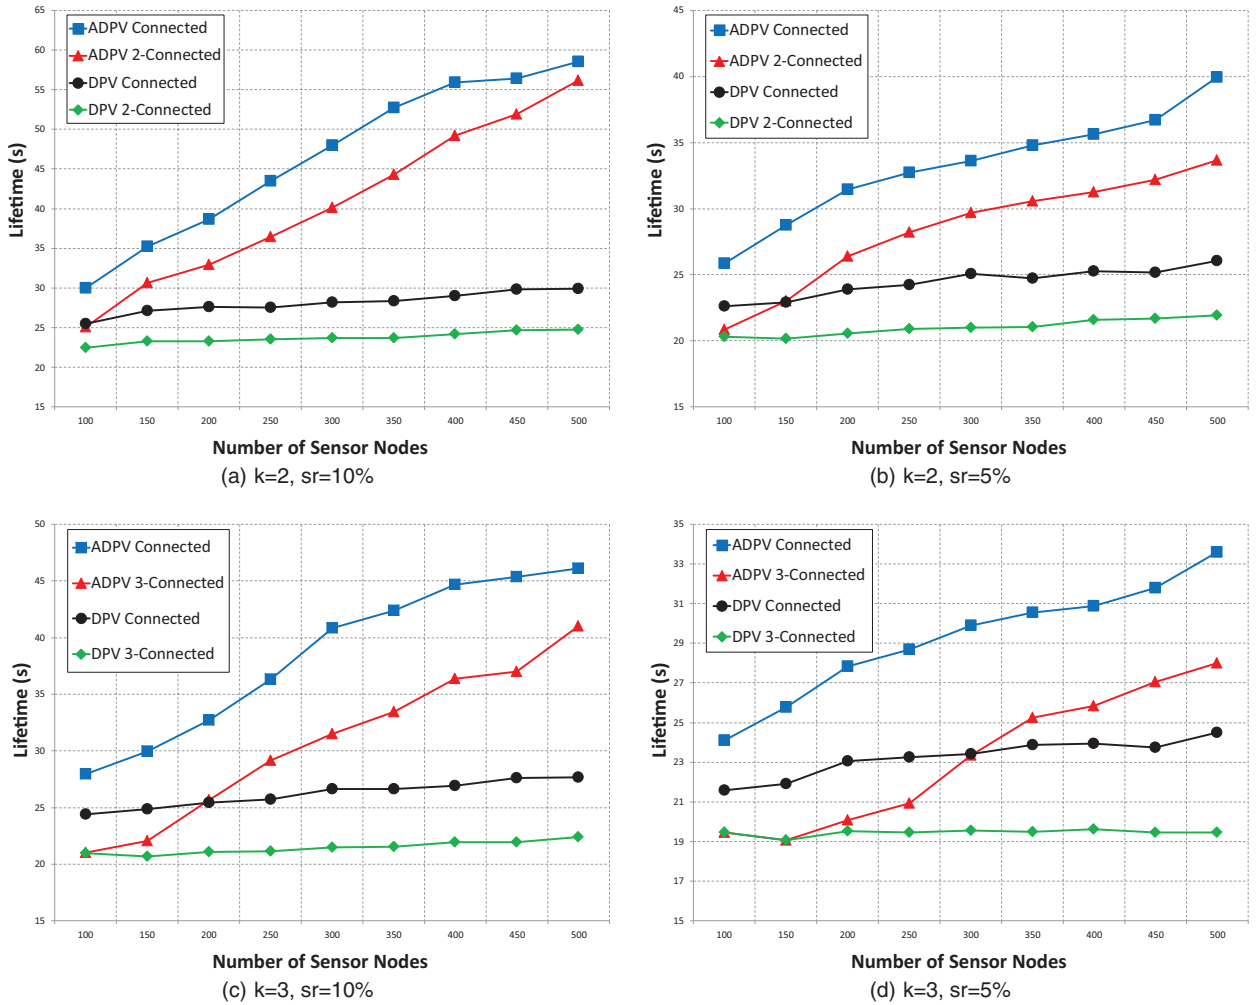 65
60
55
50
45
40
35
30
25
20
15
Lifetime (s)
ADPV Connected
ADPV 2-Connected
DPV Connected
DPV 2-Connected
100 150 200 250 300 350 400 450 500
Number of Sensor Nodes
(a) k=2, sr=10%
45
40
35
30
25
20
15
Lifetime (s)
ADPV Connected
ADPV 2-Connected
DPV Connected
DPV 2-Connected
100 150 200 250 300 350 400 450 500
Number of Sensor Nodes
(b) k=2, sr=5%
50
45
40
35
30
25
20
15
Lifetime (s)
ADPV Connected
ADPV 3-Connected
DPV Connected
DPV 3-Connected
100 150 200 250 300 350 400 450 500
Number of Sensor Nodes
(c) k=3, sr=10%
35
33
31
29
27
25
23
21
19
17
15
Lifetime (s)
ADPV Connected
ADPV 3-Connected
DPV Connected
DPV 3-Connected
100 150 200 250 300 350 400 450 500
Number of Sensor Nodes
(d) k=3, sr=5%